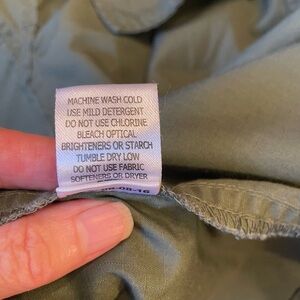 MACHINE WASH COLD
USE MILD DETERGENT
DO NOT USE CHLORINE
BLEACH OPTICAL
BRIGHTENERS OR STARCH
TUMBLE DRY LOW
DO NOT USE FABRIC
SOFTENERS OR DRYER